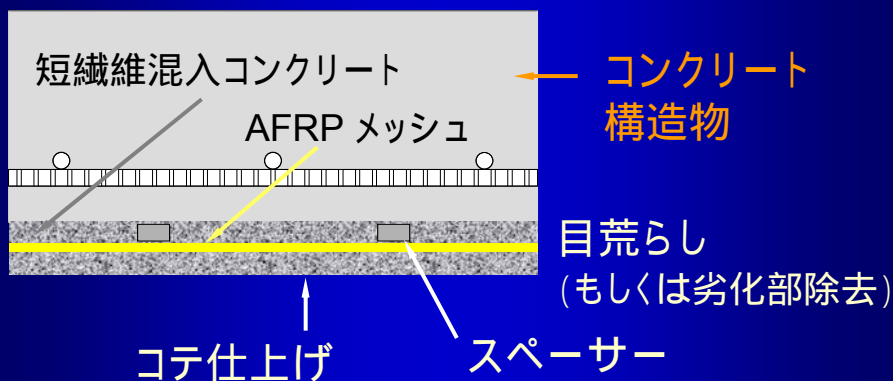 短繊維混入コンクリート
AFRP メッシュ
コンクリート
構造物
目荒らし
(もしくは劣化部除去)
コテ仕上げ
スペーサー